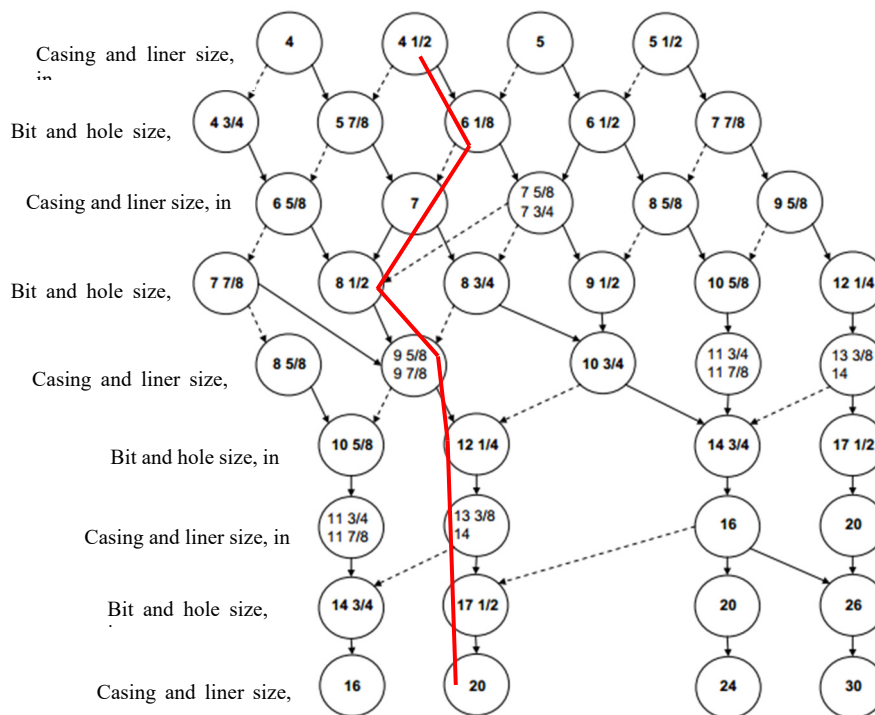 4 4 1/2 5 5 1/2
Casing and liner size,
in
4 3/4 5 7/8 6 1/8 6 1/2 7 7/8
Bit and hole size,
7 5/8
Casing and liner size, in 6 5/8 7 7 3/4 8 5/8 9 5/8
Bit and hole size, 7 7/8 8 1/2 8 3/4 9 1/2 10 5/8 12 1/4
9 5/8 11 3/4 13 3/8
8 5/8 9 7/8 10 3/4 11 7/8 14
Casing and liner size,
Bit and hole size, in 10 5/8 12 1/4 14 3/4 17 1/2
11 3/4 13 3/8
Casing and liner size, in 11 7/8 14 16 20
Bit and hole size, 14 3/4 17 1/2 20 26
Casing and liner size, 16 20 24 30